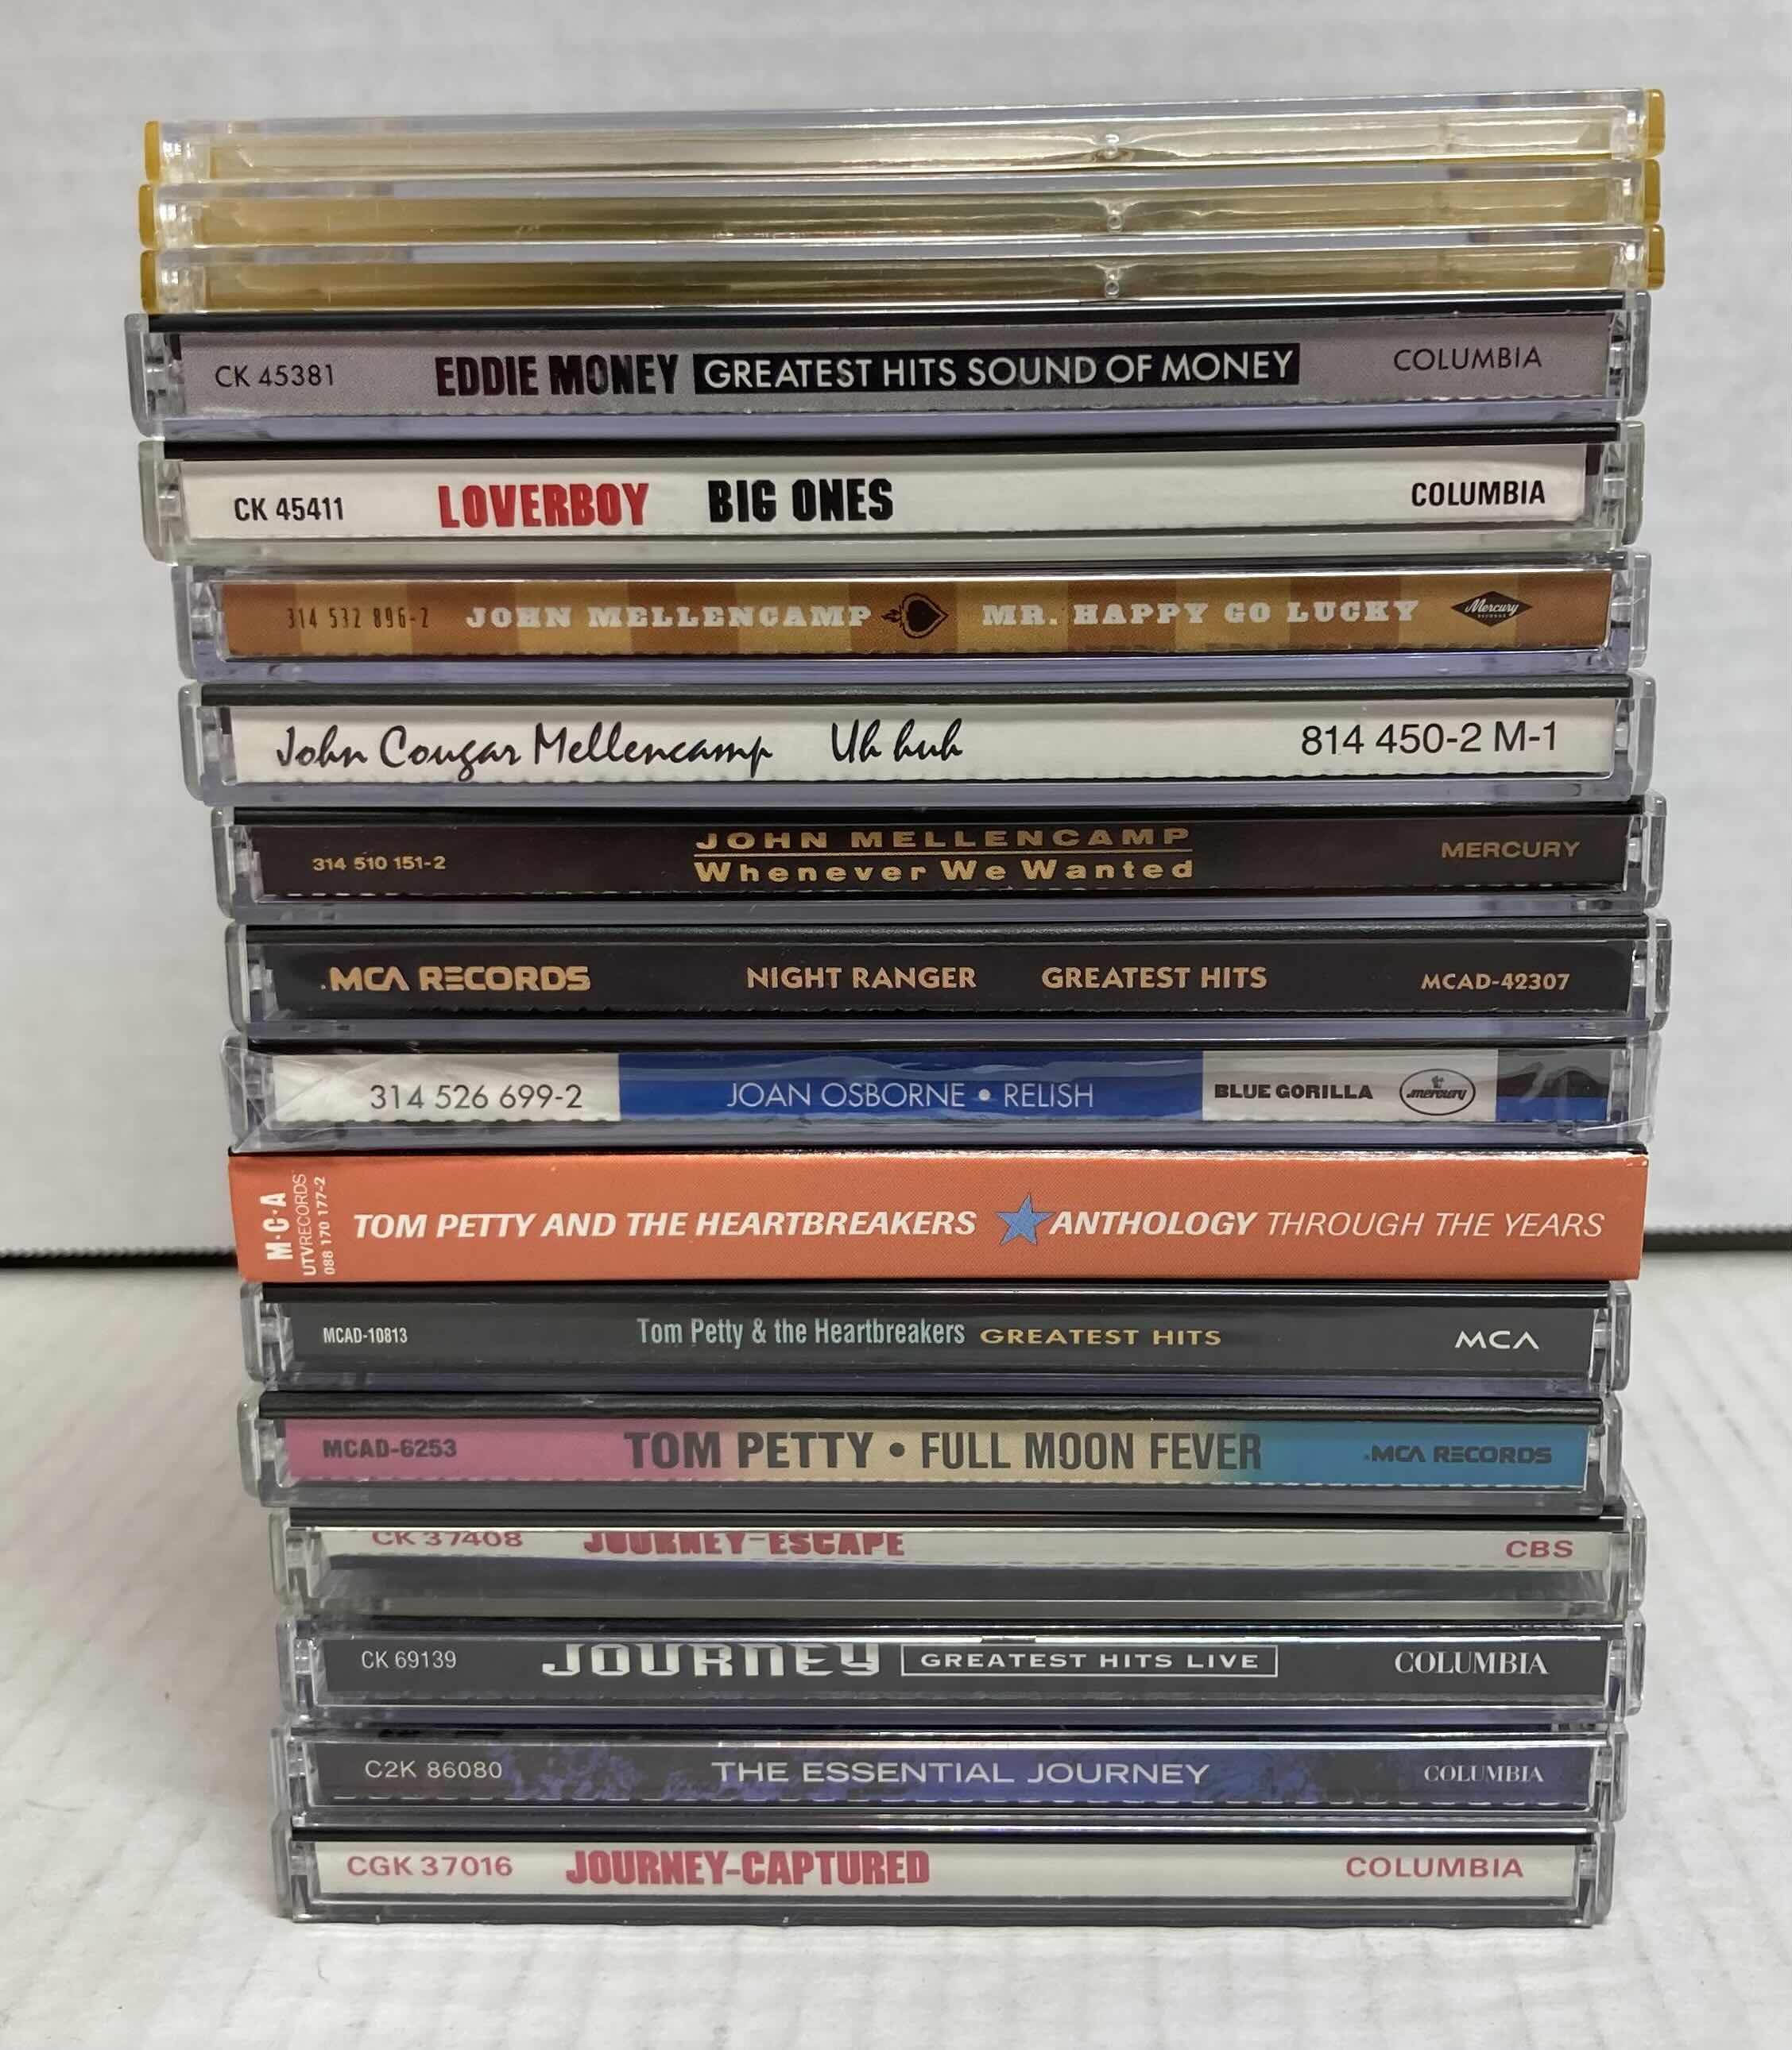 CK 45381 EDDIE MONEY GREATEST HITS SOUND OF MONEY COLUMBIA
CK 45411 LOVERBOY BIG ONES COLUMBIA
314 532 896-2 JOHN MELLENCAMP MR. HAPPY GO LUCKY Mercury
John Cougar Mellencamp Uh huh 814 450-2 M-1
JOHN MELLENCAMP
314 510 151-2 Whenever We Wanted MERCURY
MCA RECORDS NIGHT RANGER GREATEST HITS MCAD-42307
314 526 699-2 JOAN OSBORNE • RELISH BLUE GORILLA mercury
M·C·A
UTV RECORDS
088 170 177-2
TOM PETTY AND THE HEARTBREAKERS ANTHOLOGY THROUGH THE YEARS
MCAD-10813 Tom Petty & the Heartbreakers GREATEST HITS MCA
MCAD-6253 TOM PETTY • FULL MOON FEVER MCA RECORDS
CK 37408 JOURNEY-ESCAPE CBS
CK 69139 JOURNEY GREATEST HITS LIVE COLUMBIA
C2K 86080 THE ESSENTIAL JOURNEY COLUMBIA
CGK 37016 JOURNEY-CAPTURED COLUMBIA